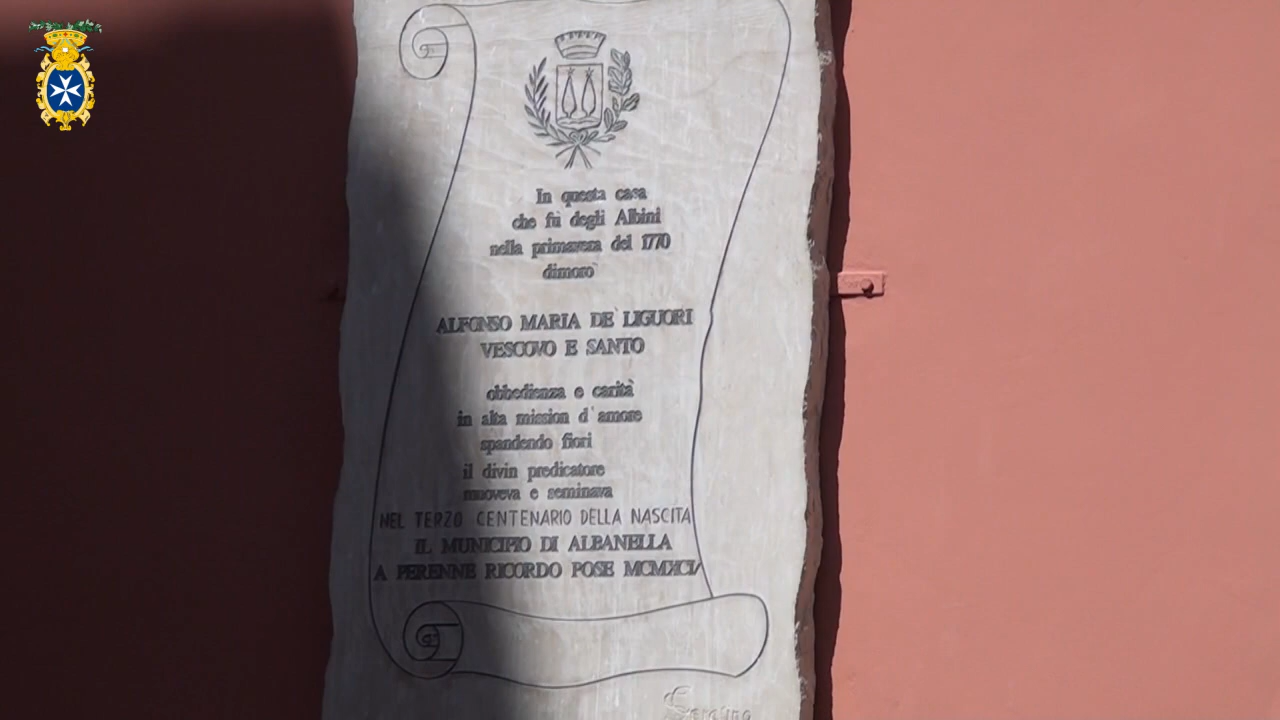 In questa casa
che fù degli Albini
nella primavera del 1770
dimorò
ALFONSO MARIA DE' LIGUORI
VESCOVO E SANTO
obbedienza e carità
in alta mission d'amore
spandendo fiori
il divin predicatore
muoveva e seminava
NEL TERZO CENTENARIO DELLA NASCITA
IL MUNICIPIO DI ALBANELLA
A PERENNE RICORDO POSE